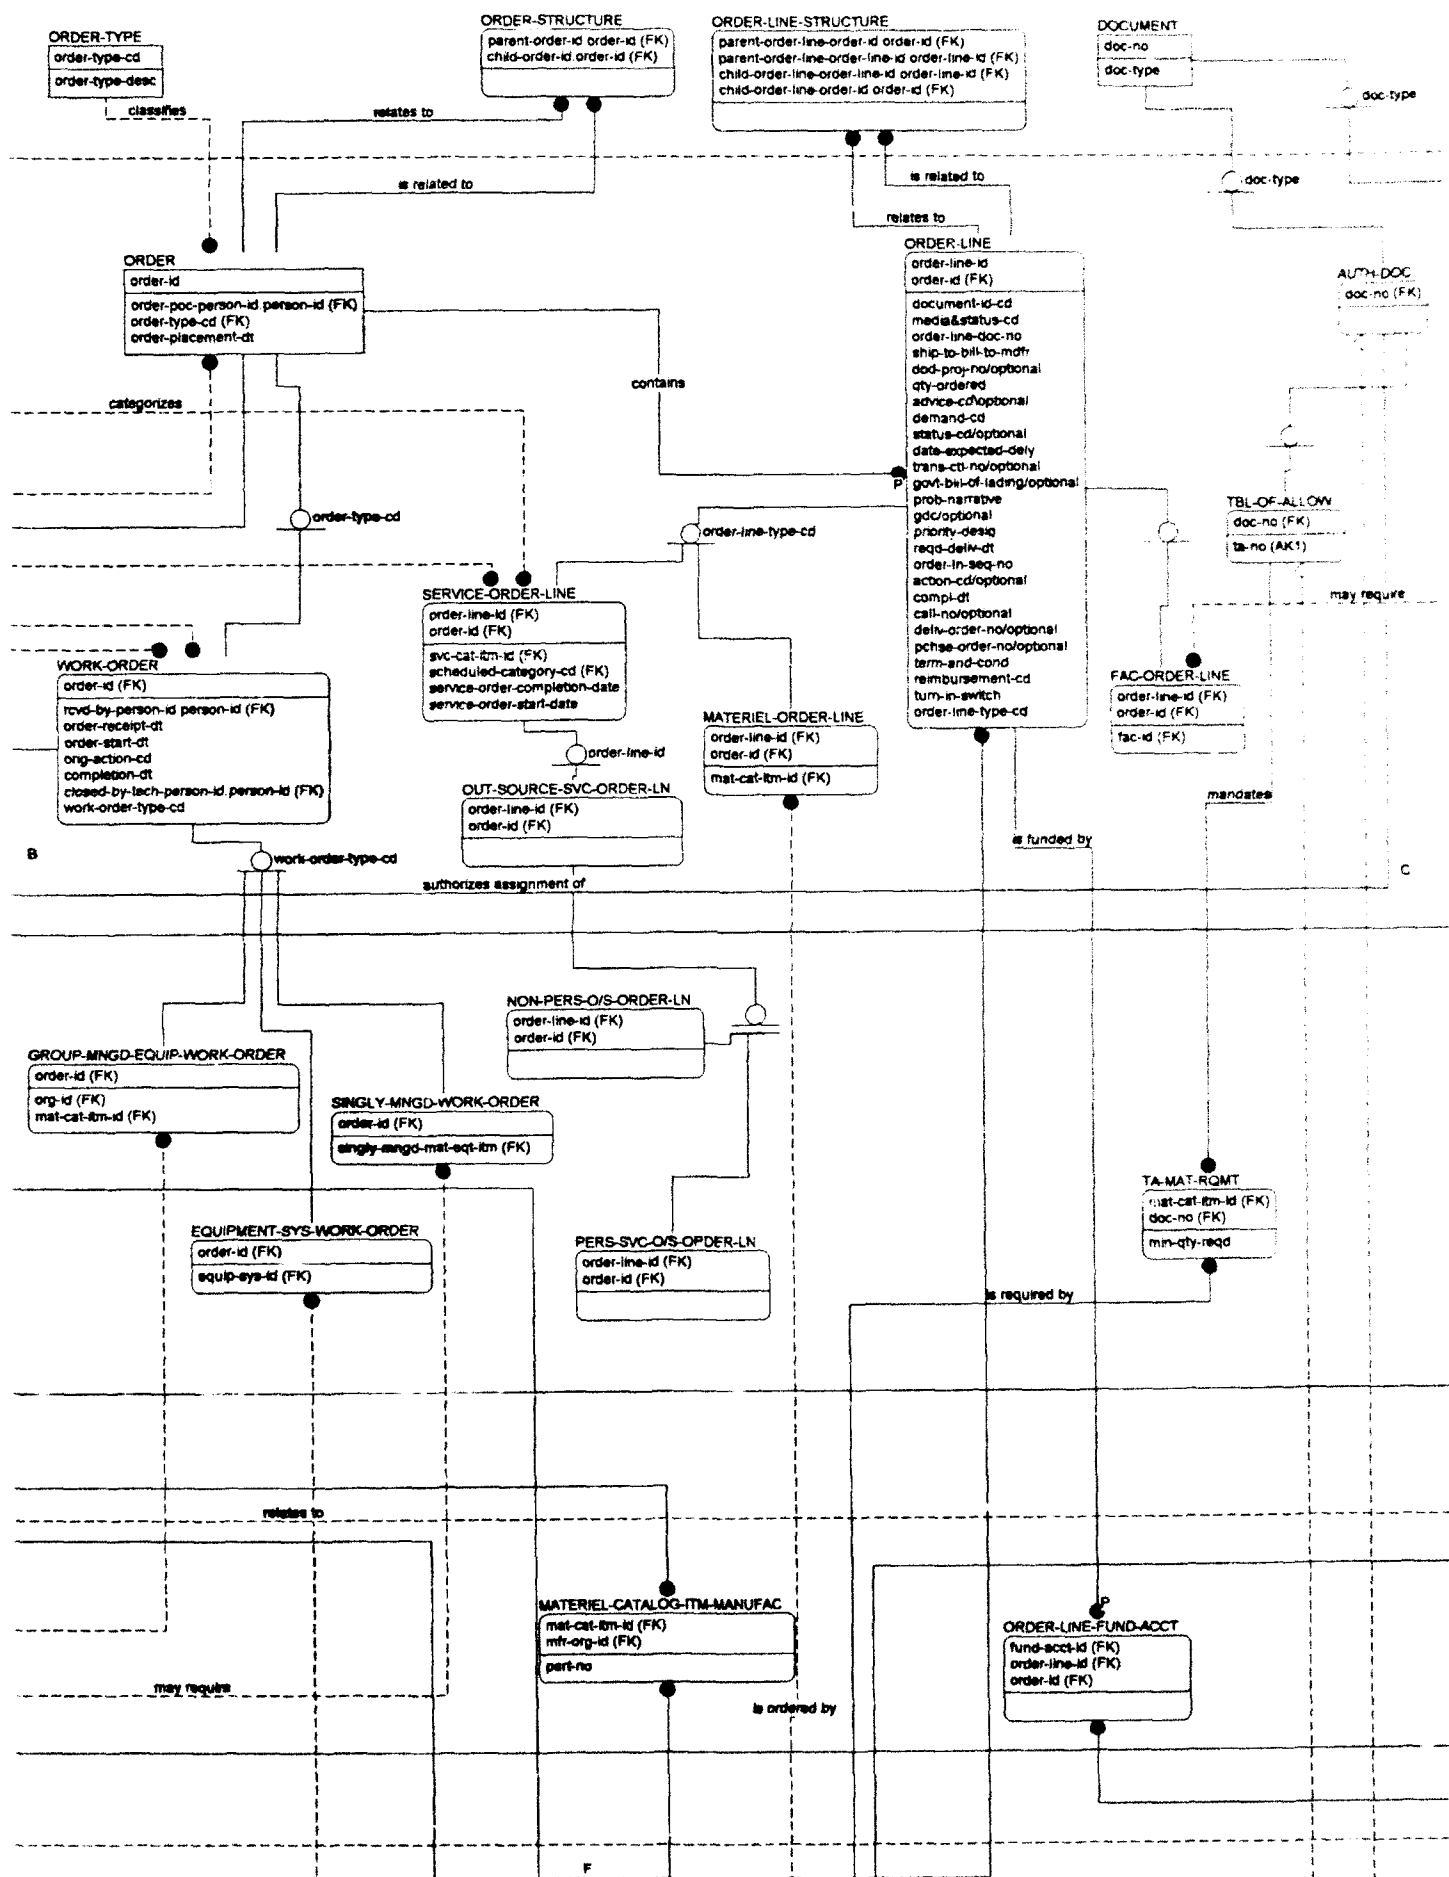 ORDER-TYPE
order-type-cd
order-type-desc
classifies
ORDER-STRUCTURE
parent-order-id order-id (FK)
child-order-id.order-id (FK)
relates to
is related to
ORDER-LINE-STRUCTURE
parent-order-line-order-id order-id (FK)
parent-order-line-order-line-id order-line-id (FK)
child-order-line-order-line-id order-line-id (FK)
child-order-line-order-id order-id (FK)
is related to
relates to
DOCUMENT
doc-no
doc-type
doc-type
doc-type
ORDER
order-id
order-poc-person-id.person-id (FK)
order-type-cd (FK)
order-placement-dt
categorizes
contains
P
order-type-cd
ORDER-LINE
order-line-id
order-id (FK)
document-id-cd
media&status-cd
order-line-doc-no
ship-to-bill-to-mdfr
dod-proj-no/optional
qty-ordered
advice-cd\optional
demand-cd
status-cd/optional
date-expected-dely
trans-ctl-no/optional
govt-bill-of-lading/optional
prob-narrative
gdc/optional
priority-desig
reqd-deliv-dt
order-ln-seq-no
action-cd/optional
compl-dt
call-no/optional
deliv-order-no/optional
pchse-order-no/optional
term-and-cond
reimbursement-cd
turn-in-switch
order-line-type-cd
AUTH-DOC
doc-no (FK)
TBL-OF-ALLOW
doc-no (FK)
ta-no (AK1)
may require
order-line-type-cd
SERVICE-ORDER-LINE
order-line-id (FK)
order-id (FK)
svc-cat-itm-id (FK)
scheduled-category-cd (FK)
service-order-completion-date
service-order-start-date
order-line-id
WORK-ORDER
order-id (FK)
rcvd-by-person-id person-id (FK)
order-receipt-dt
order-start-dt
orig-action-cd
completion-dt
closed-by-tech-person-id.person-id (FK)
work-order-type-cd
MATERIEL-ORDER-LINE
order-line-id (FK)
order-id (FK)
mat-cat-itm-id (FK)
FAC-ORDER-LINE
order-line-id (FK)
order-id (FK)
fac-id (FK)
OUT-SOURCE-SVC-ORDER-LN
order-line-id (FK)
order-id (FK)
mandates
is funded by
B
work-order-type-cd
authorizes assignment of
C
NON-PERS-O/S-ORDER-LN
order-line-id (FK)
order-id (FK)
GROUP-MNGD-EQUIP-WORK-ORDER
order-id (FK)
org-id (FK)
mat-cat-itm-id (FK)
SINGLY-MNGD-WORK-ORDER
order-id (FK)
singly-mngd-mat-eqt-itm (FK)
TA-MAT-RQMT
mat-cat-itm-id (FK)
doc-no (FK)
min-qty-reqd
EQUIPMENT-SYS-WORK-ORDER
order-id (FK)
equip-sys-id (FK)
PERS-SVC-O/S-OPDER-LN
order-line-id (FK)
order-id (FK)
is required by
relates to
MATERIEL-CATALOG-ITM-MANUFAC
mat-cat-itm-id (FK)
mfr-org-id (FK)
part-no
P
ORDER-LINE-FUND-ACCT
fund-acct-id (FK)
order-line-id (FK)
order-id (FK)
may require
is ordered by
F